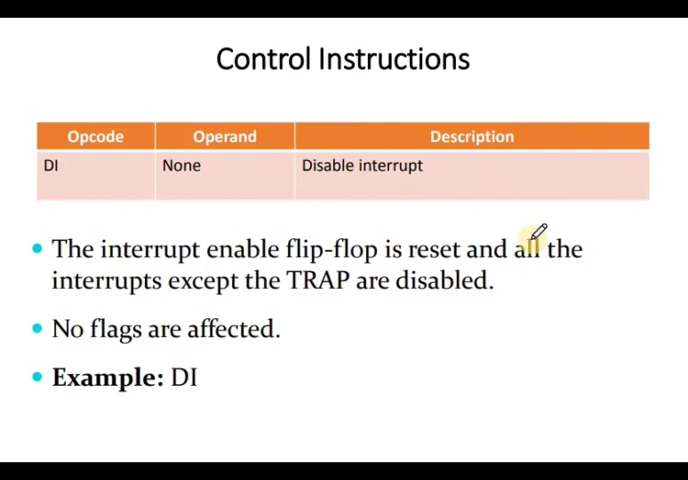 Control Instructions
Opcode Operand Description
DI None Disable interrupt
The interrupt enable flip-flop is reset and all the
interrupts except the TRAP are disabled.
No flags are affected.
Example: DI